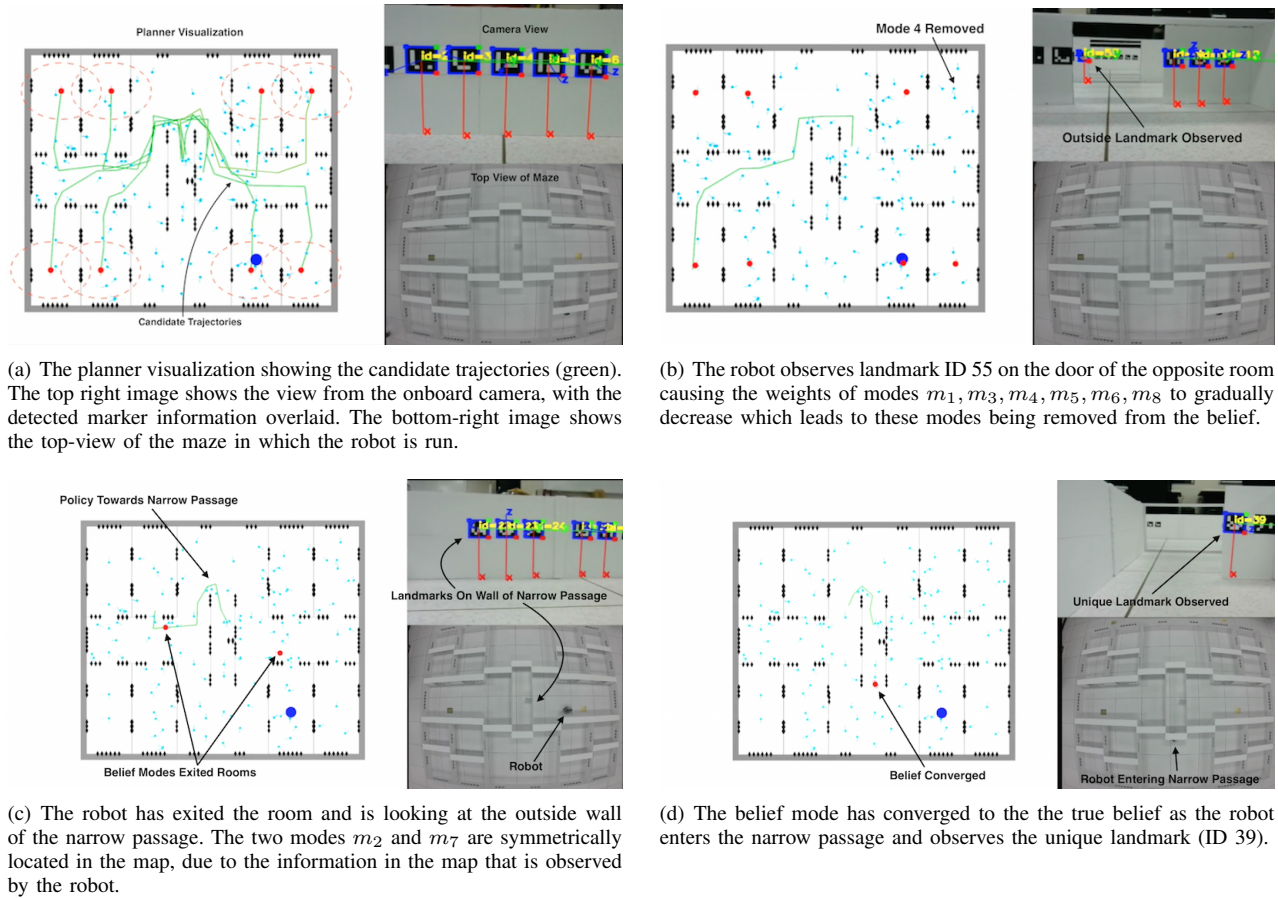 Planner Visualization
Camera View
id=3
id=6
Top View of Maze
Candidate Trajectories
(a) The planner visualization showing the candidate trajectories (green).
The top right image shows the view from the onboard camera, with the
detected marker information overlaid. The bottom-right image shows
the top-view of the maze in which the robot is run.
Mode 4 Removed
Outside Landmark Observed
(b) The robot observes landmark ID 55 on the door of the opposite room
causing the weights of modes m₁, m₃, m₄, m₅, m₆, m₈ to gradually
decrease which leads to these modes being removed from the belief.
Policy Towards Narrow Passage
Landmarks On Wall of Narrow Passage
Robot
Belief Modes Exited Rooms
(c) The robot has exited the room and is looking at the outside wall
of the narrow passage. The two modes m₂ and m₇ are symmetrically
located in the map, due to the information in the map that is observed
by the robot.
id=39
Unique Landmark Observed
Belief Converged
Robot Entering Narrow Passage
(d) The belief mode has converged to the the true belief as the robot
enters the narrow passage and observes the unique landmark (ID 39).